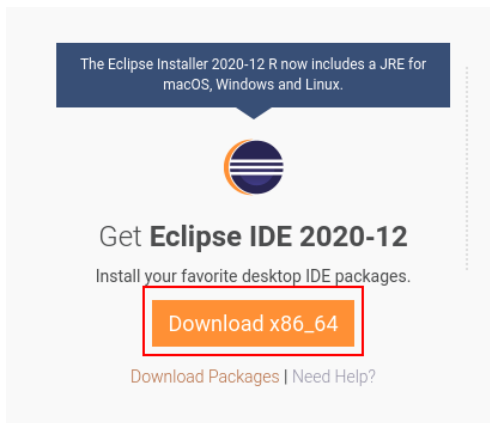 The Eclipse Installer 2020-12 R now includes a JRE for
macOS, Windows and Linux.
Get Eclipse IDE 2020-12
Install your favorite desktop IDE packages.
Download x86_64
Download Packages | Need Help?